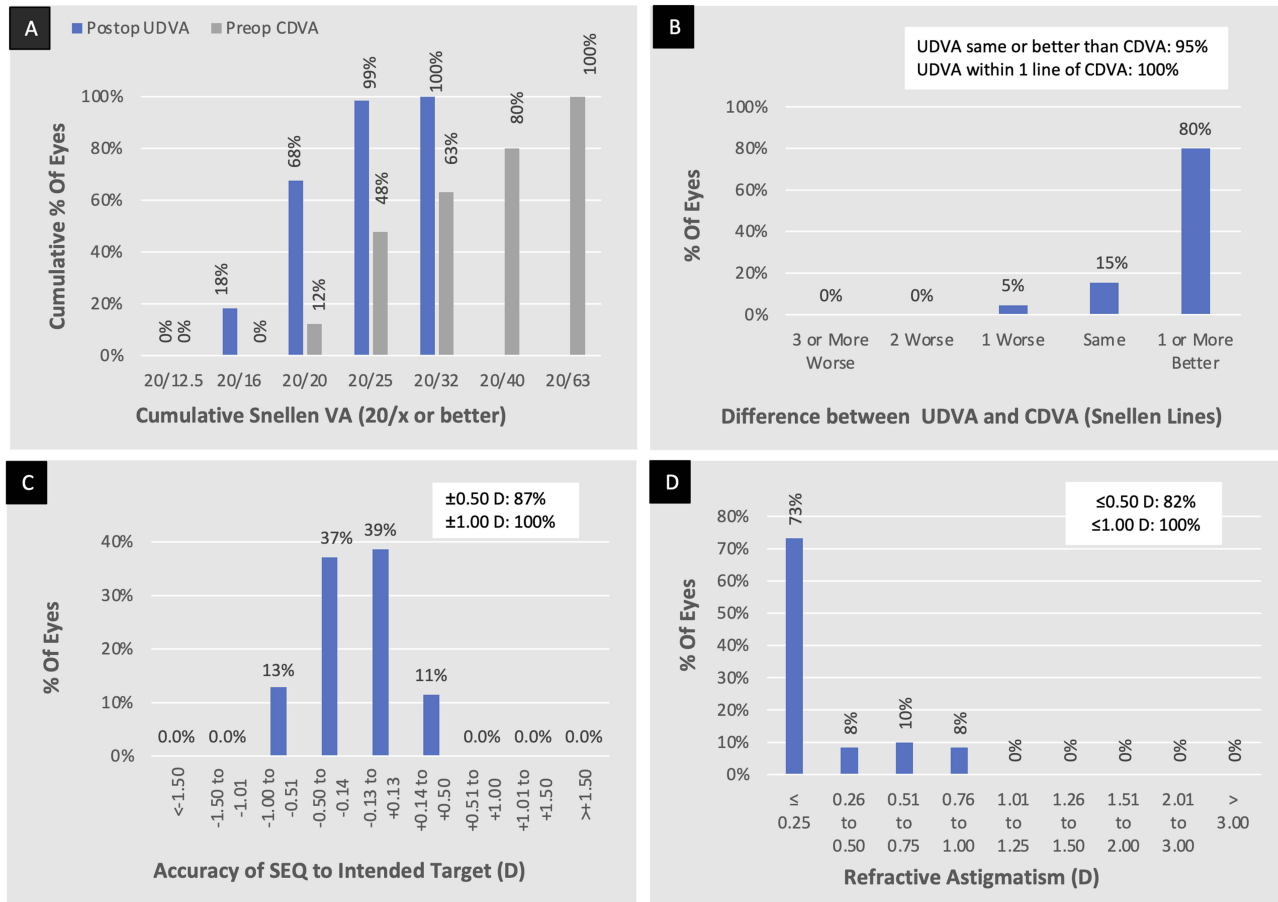 A
Postop UDVA Preop CDVA
Cumulative % Of Eyes
100%
80%
60%
40%
20%
0%
0% 0% 18% 0% 68% 12% 99% 48% 100% 63% 80% 100%
20/12.5 20/16 20/20 20/25 20/32 20/40 20/63
Cumulative Snellen VA (20/x or better)
B
UDVA same or better than CDVA: 95%
UDVA within 1 line of CDVA: 100%
% Of Eyes
100%
80%
60%
40%
20%
0%
0% 0% 5% 15% 80%
3 or More 2 Worse 1 Worse Same 1 or More
Worse Better
Difference between UDVA and CDVA (Snellen Lines)
C
±0.50 D: 87%
±1.00 D: 100%
% Of Eyes
40%
30%
20%
10%
0%
0.0% 0.0% 13% 37% 39% 11% 0.0% 0.0% 0.0%
<-1.50
-1.50 to
-1.01
-1.00 to
-0.51
-0.50 to
-0.14
-0.13 to
+0.13
+0.14 to
+0.50
+0.51 to
+1.00
+1.01 to
+1.50
>+1.50
Accuracy of SEQ to Intended Target (D)
D
≤0.50 D: 82%
≤1.00 D: 100%
% Of Eyes
80%
70%
60%
50%
40%
30%
20%
10%
0%
73% 8% 10% 8% 0% 0% 0% 0% 0%
≤ 0.26 0.51 0.76 1.01 1.26 1.51 2.01 >
0.25 to to to to to to to 3.00
0.50 0.75 1.00 1.25 1.50 2.00 3.00
Refractive Astigmatism (D)